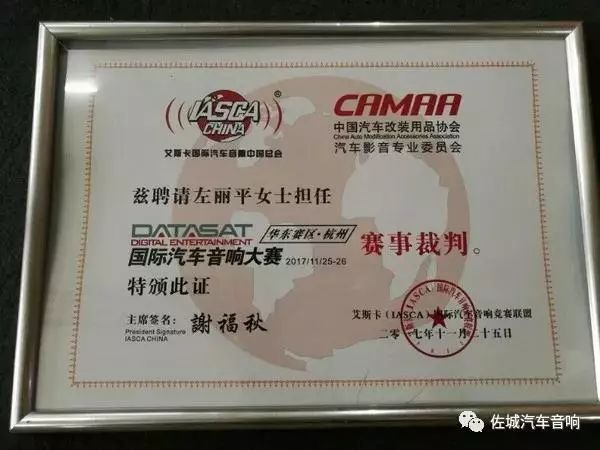 IASCA
CHINA
®
艾斯卡国际汽车音响中国总会
CAMAA
中国汽车改装用品协会
China Auto Modification Accessories Association
汽车影音专业委员会
兹聘请左丽平女士担任
DATASAT
DIGITAL ENTERTAINMENT
华东赛区·杭州
国际汽车音响大赛 2017/11/25-26
赛事裁判。
特颁此证
主席签名: 謝福秋
President Signature
IASCA CHINA
艾斯卡(IASCA)国际汽车音响竞赛联盟
二零一七年十一月二十五日
佐城汽车音响